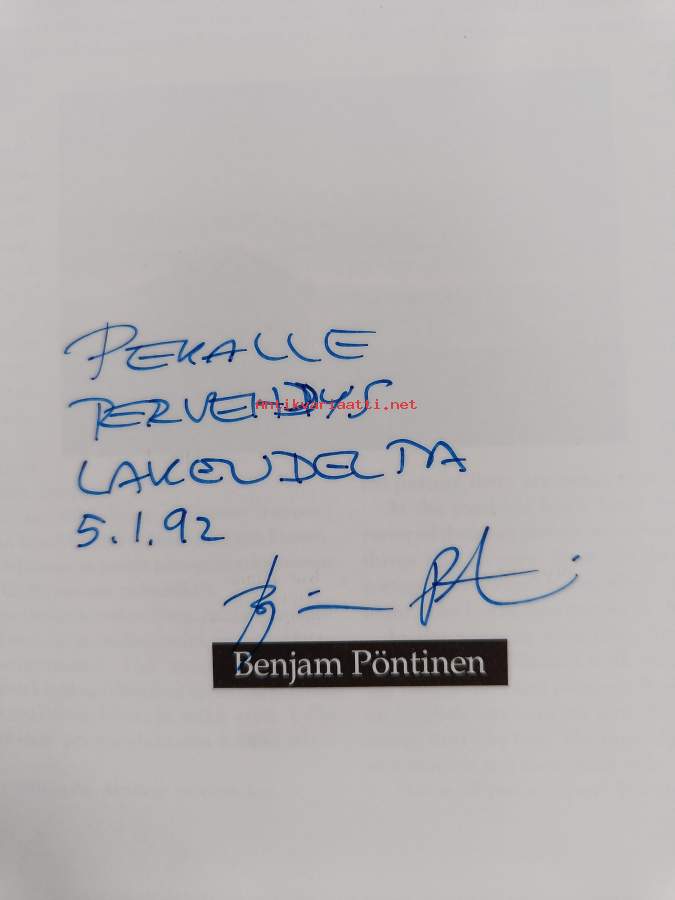 PEKALLE
TERVEHDYS
Antikvariaatti.net
LAKEUDELTA
5.1.92
Benjam Pöntinen